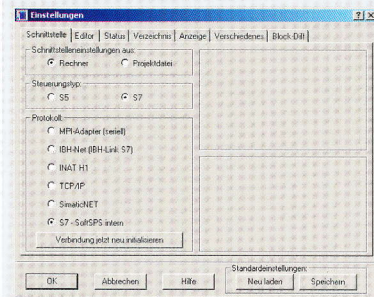 Einstellungen
Schnittstelle Editor Status Verzeichnis Anzeige Verschiedenes Block-Diff
Schnittstelleneinstellungen aus:
Rechner Projektdatei
Steuerungstyp:
S5 S7
Protokoll:
MPI-Adapter (seriell)
IBH-Net (IBH-Link S7)
INAT H1
TCP/IP
SimaticNET
S7 - SoftSPS intern
Verbindung jetzt neu initialisieren
Standardeinstellungen:
OK Abbrechen Hilfe Neu laden Speichern